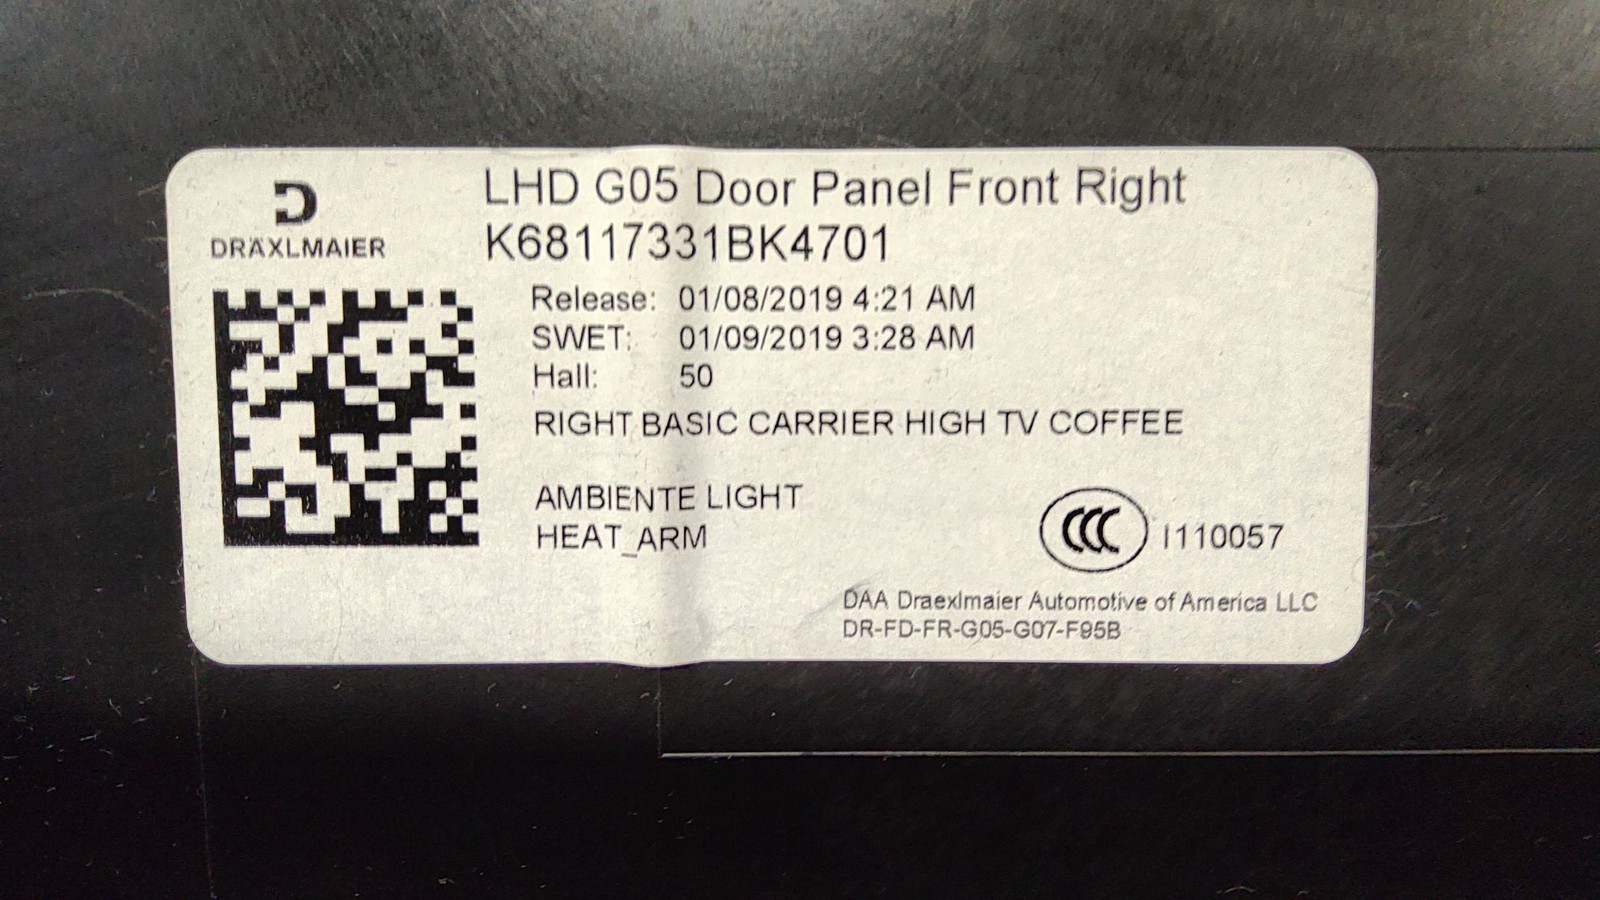 LHD G05 Door Panel Front Right
DRÄXLMAIER
K68117331BK4701
Release: 01/08/2019 4:21 AM
SWET: 01/09/2019 3:28 AM
Hall: 50
RIGHT BASIC CARRIER HIGH TV COFFEE
AMBIENTE LIGHT
HEAT_ARM
CCC I110057
DAA Draexlmaier Automotive of America LLC
DR-FD-FR-G05-G07-F95B